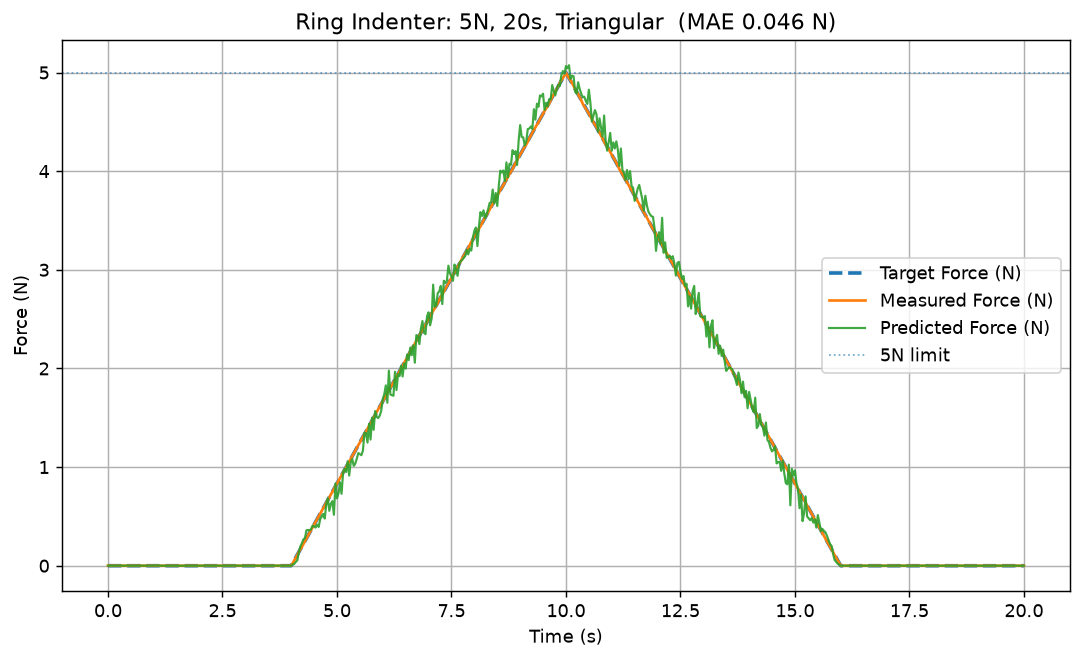 Ring Indenter: 5N, 20s, Triangular  (MAE 0.046 N)
Force (N)
5
4
3
2
1
0
Target Force (N)
Measured Force (N)
Predicted Force (N)
5N limit
0.0 2.5 5.0 7.5 10.0 12.5 15.0 17.5 20.0
Time (s)